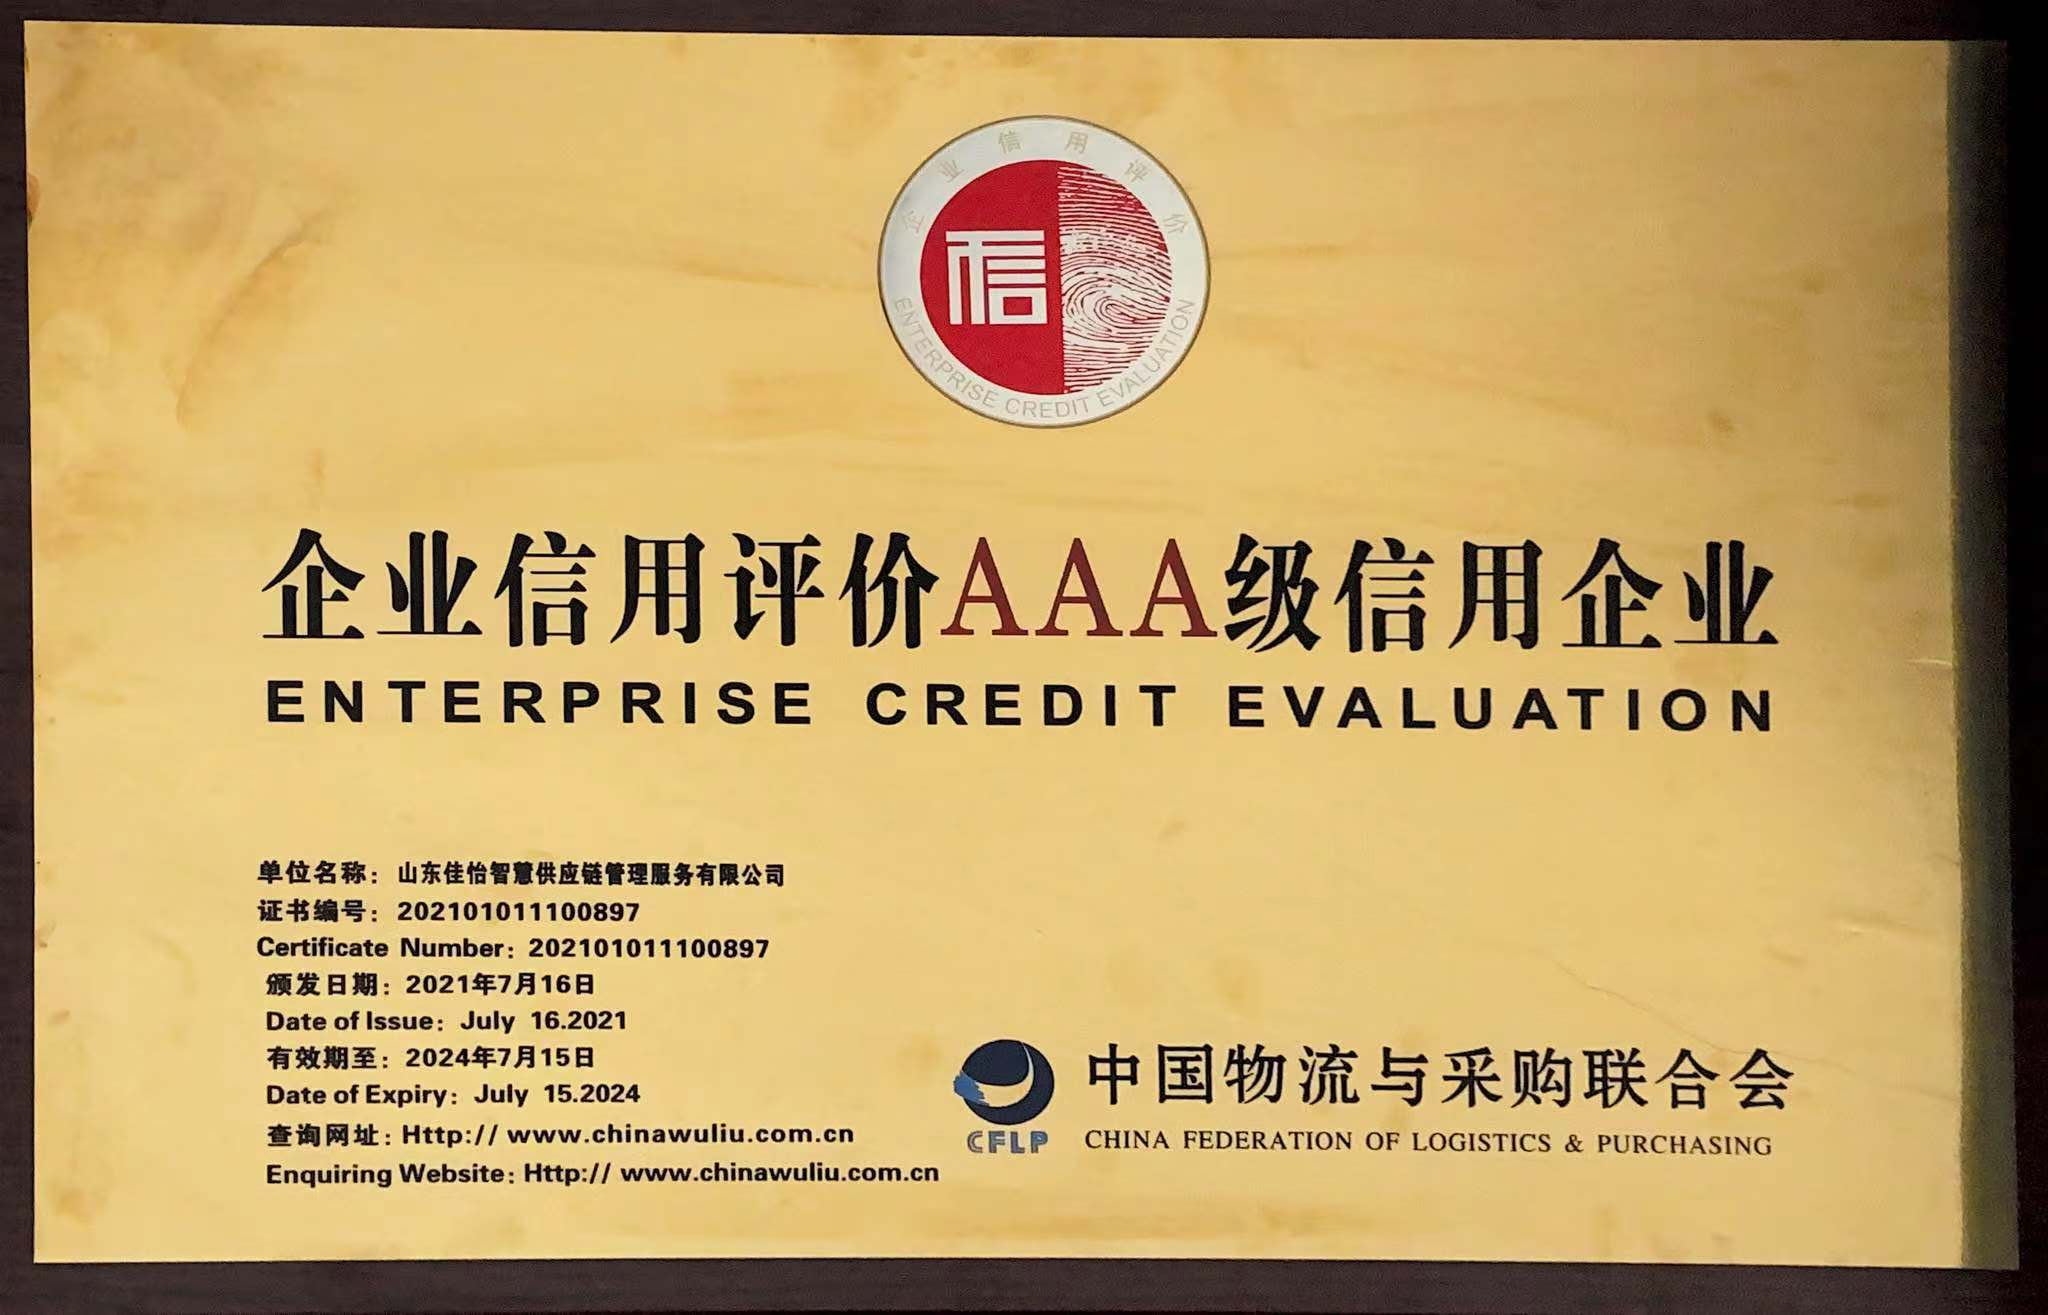 企业信用评价
信
ENTERPRISE CREDIT EVALUATION
企业信用评价AAA级信用企业
ENTERPRISE CREDIT EVALUATION
单位名称：山东佳怡智慧供应链管理服务有限公司
证书编号：202101011100897
Certificate Number：202101011100897
颁发日期：2021年7月16日
Date of Issue：July 16.2021
有效期至：2024年7月15日
Date of Expiry：July 15.2024
查询网址：Http:// www.chinawuliu.com.cn
Enquiring Website：Http:// www.chinawuliu.com.cn
中国物流与采购联合会
CFLP
CHINA FEDERATION OF LOGISTICS & PURCHASING